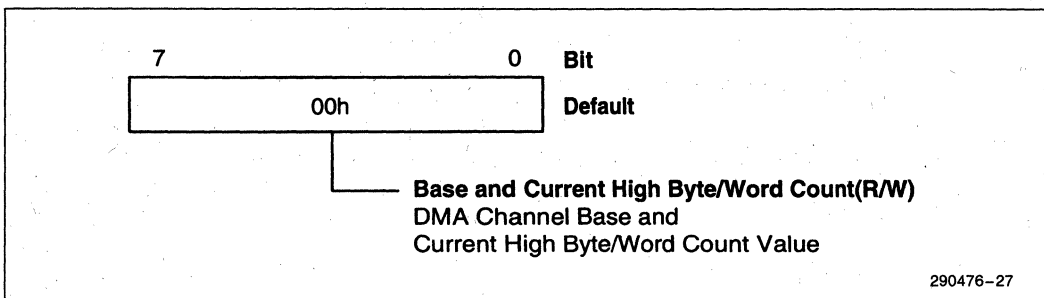 7 0 Bit
00h Default
Base and Current High Byte/Word Count(R/W)
DMA Channel Base and
Current High Byte/Word Count Value
290476–27